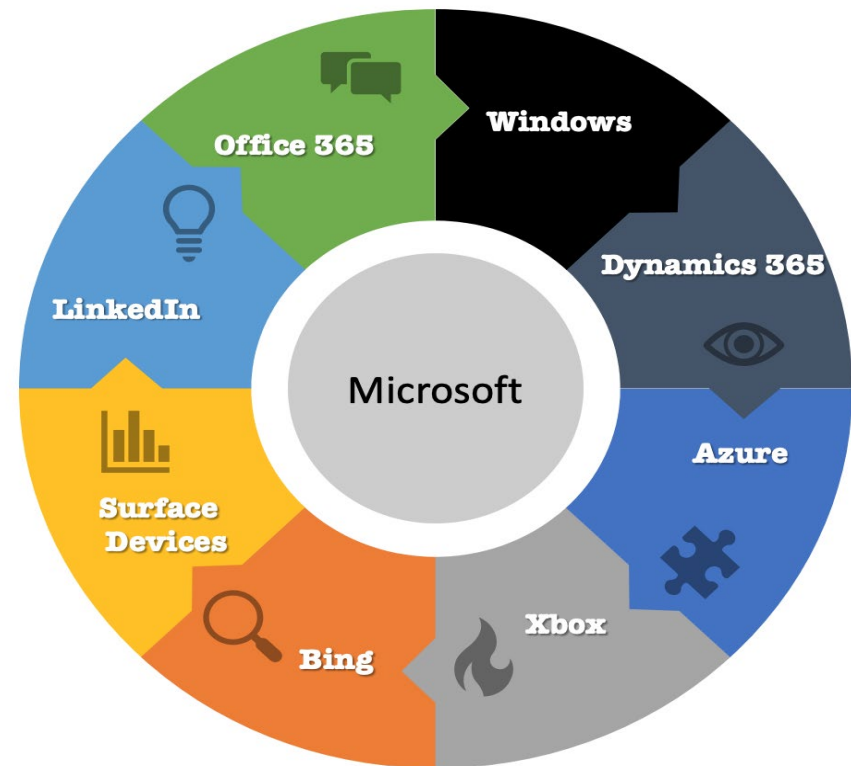 Office 365
Windows
Dynamics 365
LinkedIn
Microsoft
Azure
Surface
Devices
Xbox
Bing